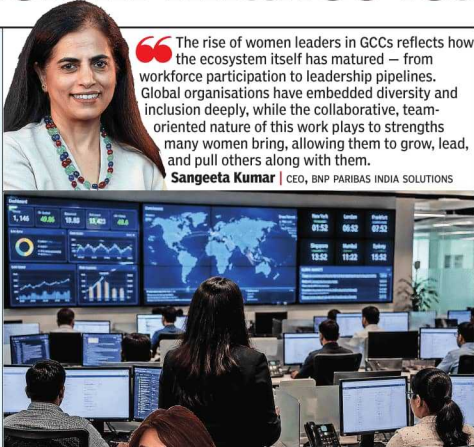 The rise of women leaders in GCCs reflects how
the ecosystem itself has matured — from
workforce participation to leadership pipelines.
Global organisations have embedded diversity and
inclusion deeply, while the collaborative, team-
oriented nature of this work plays to strengths
many women bring, allowing them to grow, lead,
and pull others along with them.
Sangeeta Kumar | CEO, BNP PARIBAS INDIA SOLUTIONS
Dashboard
1,146
New York London Frankfurt
01:52 06:52 07:52
Singapore Mumbai Sydney
13:52 11:22 15:52